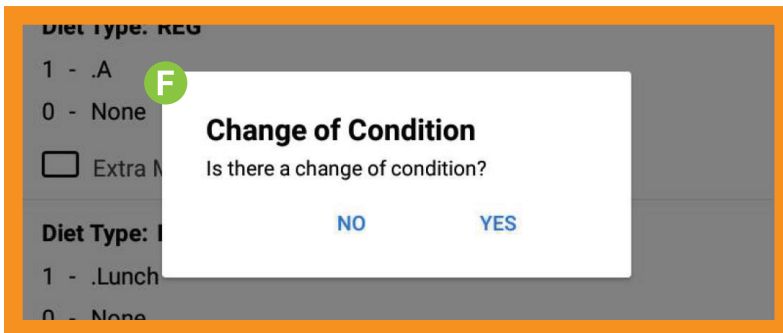 Diet Type: REG
1 - .A
F
0 - None
Change of Condition
Extra
Is there a change of condition?
NO YES
Diet Type:
1 - .Lunch
0 - None